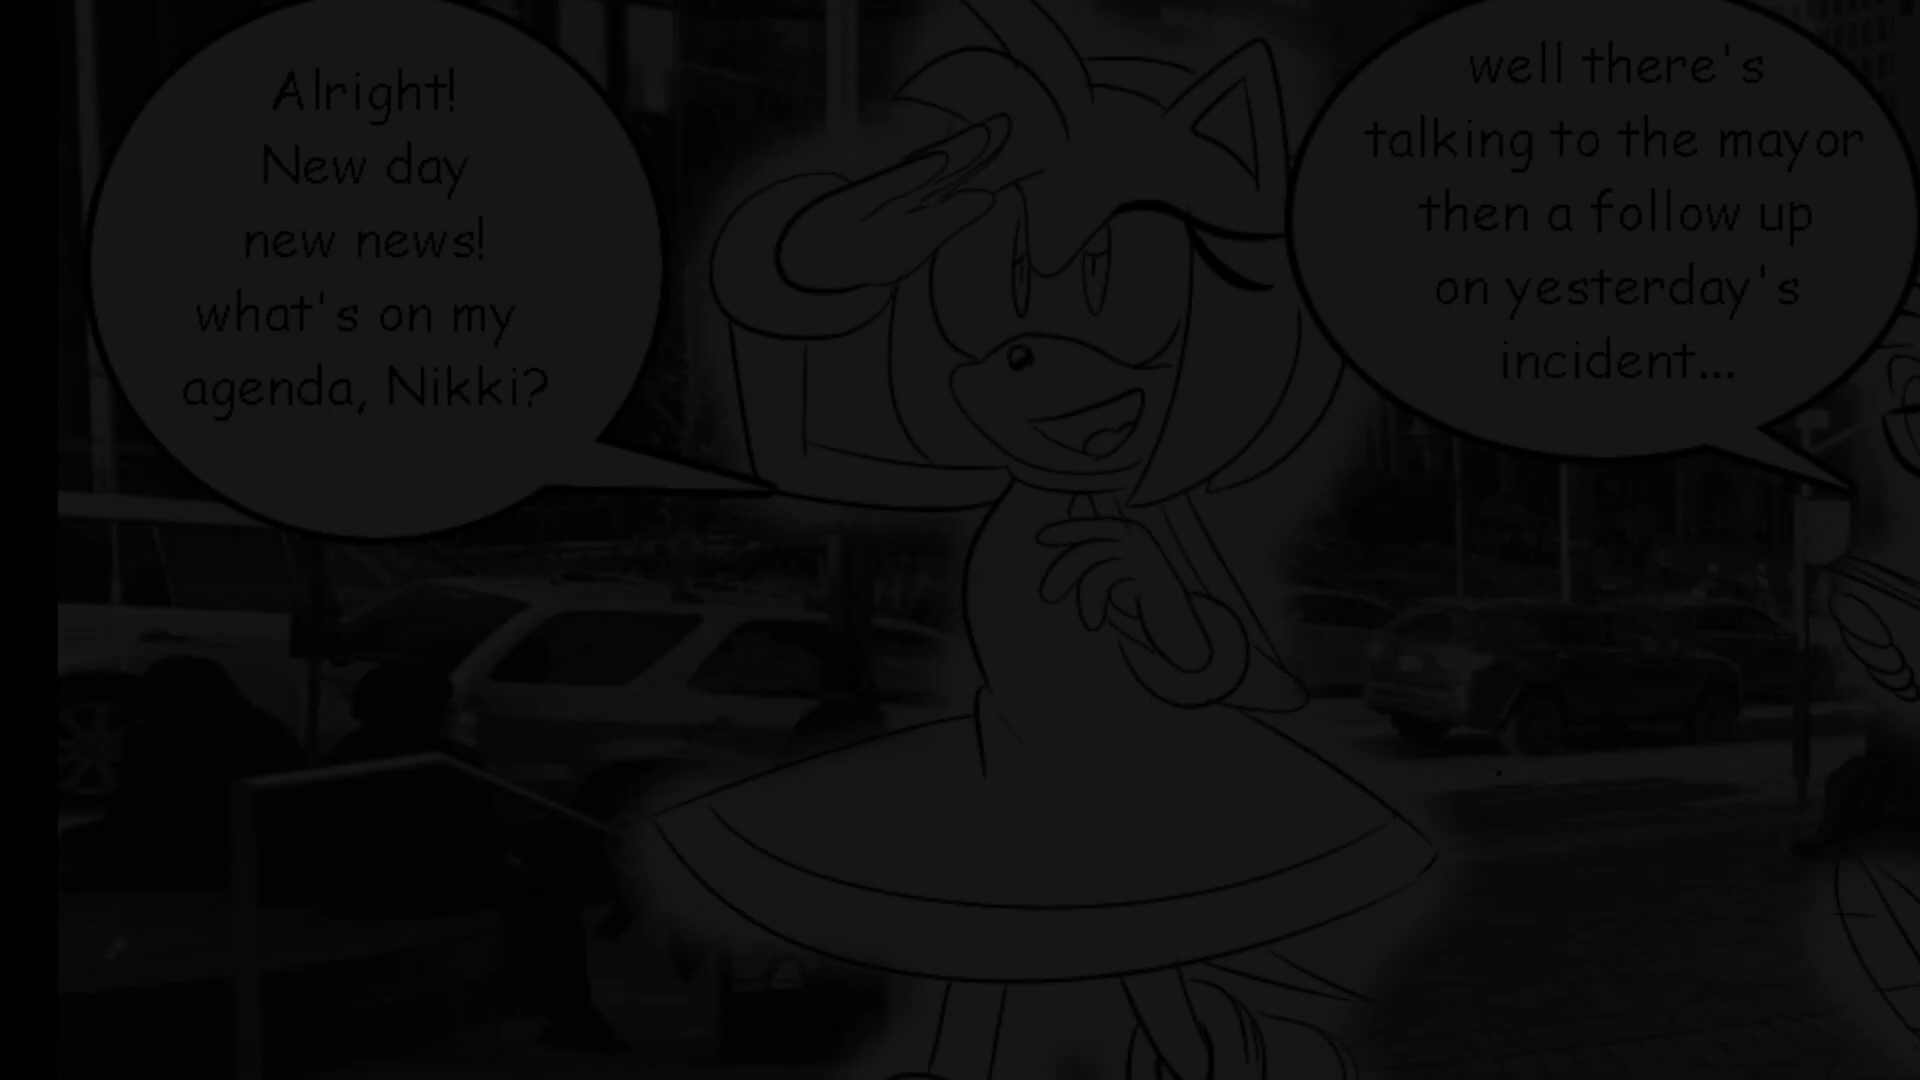 Alright!
New day
new news!
what's on my
agenda, Nikki?
well there's
talking to the mayor
then a follow up
on yesterday's
incident...